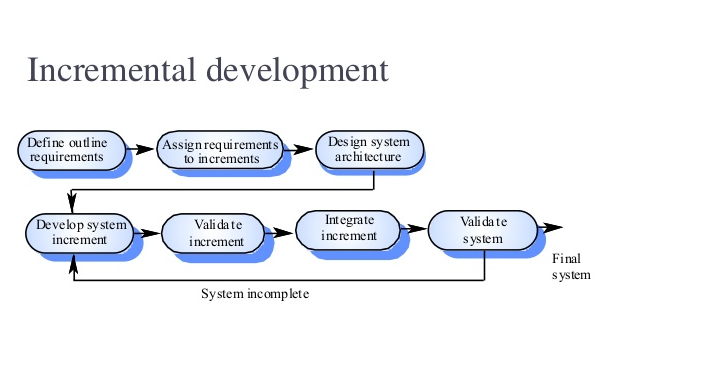 Incremental development
Define outline
requirements
Assign requirements
to increments
Design system
architecture
Develop system
increment
Validate
increment
Integrate
increment
Validate
system
Final
system
System incomplete